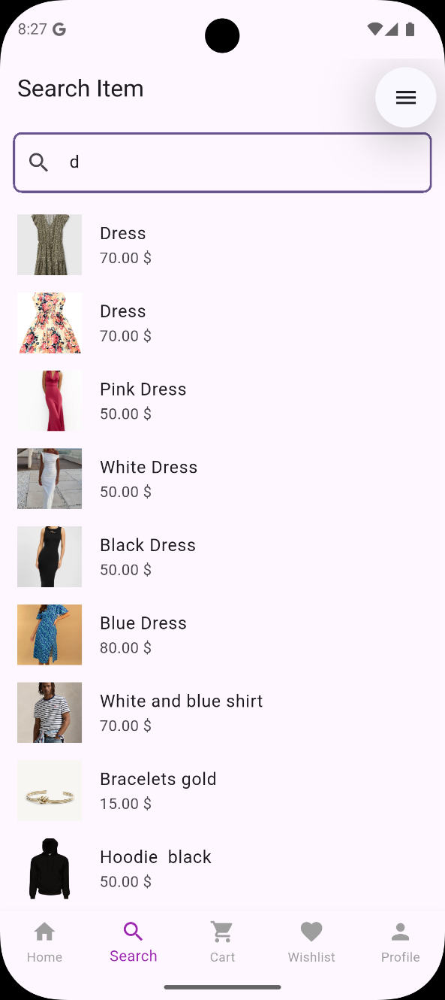 8:27 G
Search Item
d
Dress
70.00 $
Dress
70.00 $
Pink Dress
50.00 $
White Dress
50.00 $
Black Dress
50.00 $
Blue Dress
80.00 $
White and blue shirt
70.00 $
Bracelets gold
15.00 $
Hoodie  black
50.00 $
Home Search Cart Wishlist Profile